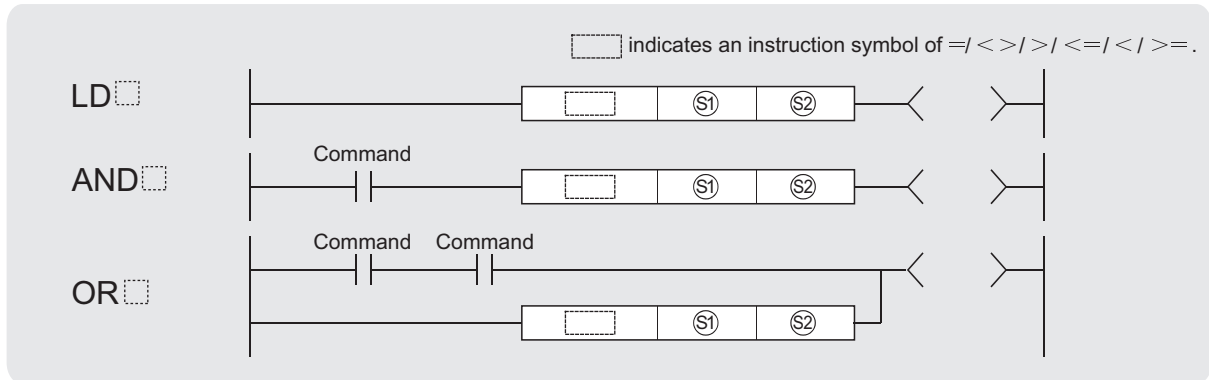 indicates an instruction symbol of =/ < >/ >/ <=/ < / >= .
LD
S1 S2
Command
AND
S1 S2
Command Command
OR
S1 S2